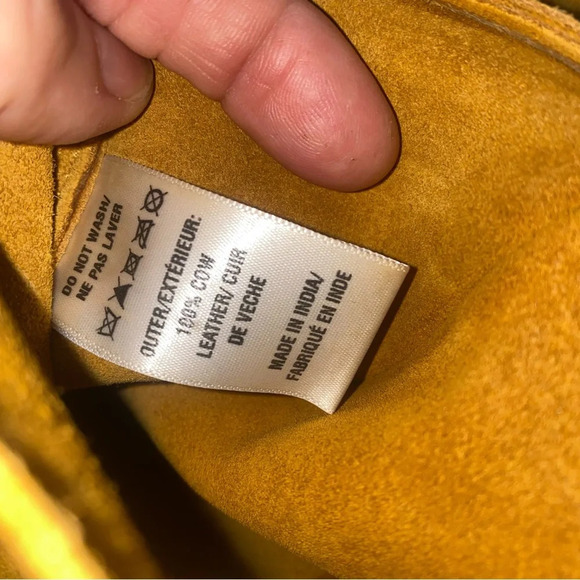 DO NOT WASH/
NE PAS LAVER
OUTER/EXTÉRIEUR:
100% COW
LEATHER/ CUIR
DE VECHE
MADE IN INDIA/
FABRIQUÉ EN INDE